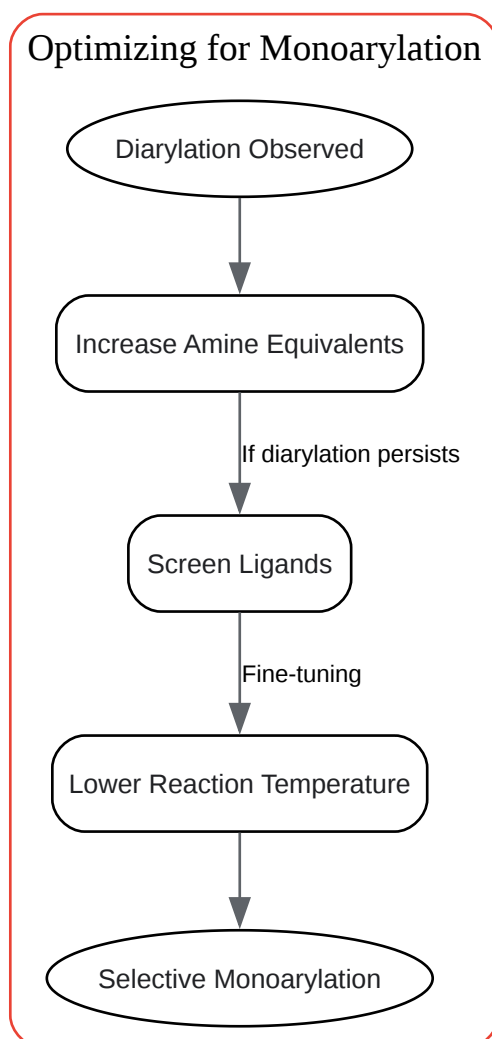 Optimizing for Monoarylation
Diarylation Observed
Increase Amine Equivalents
If diarylation persists
Screen Ligands
Fine-tuning
Lower Reaction Temperature
Selective Monoarylation